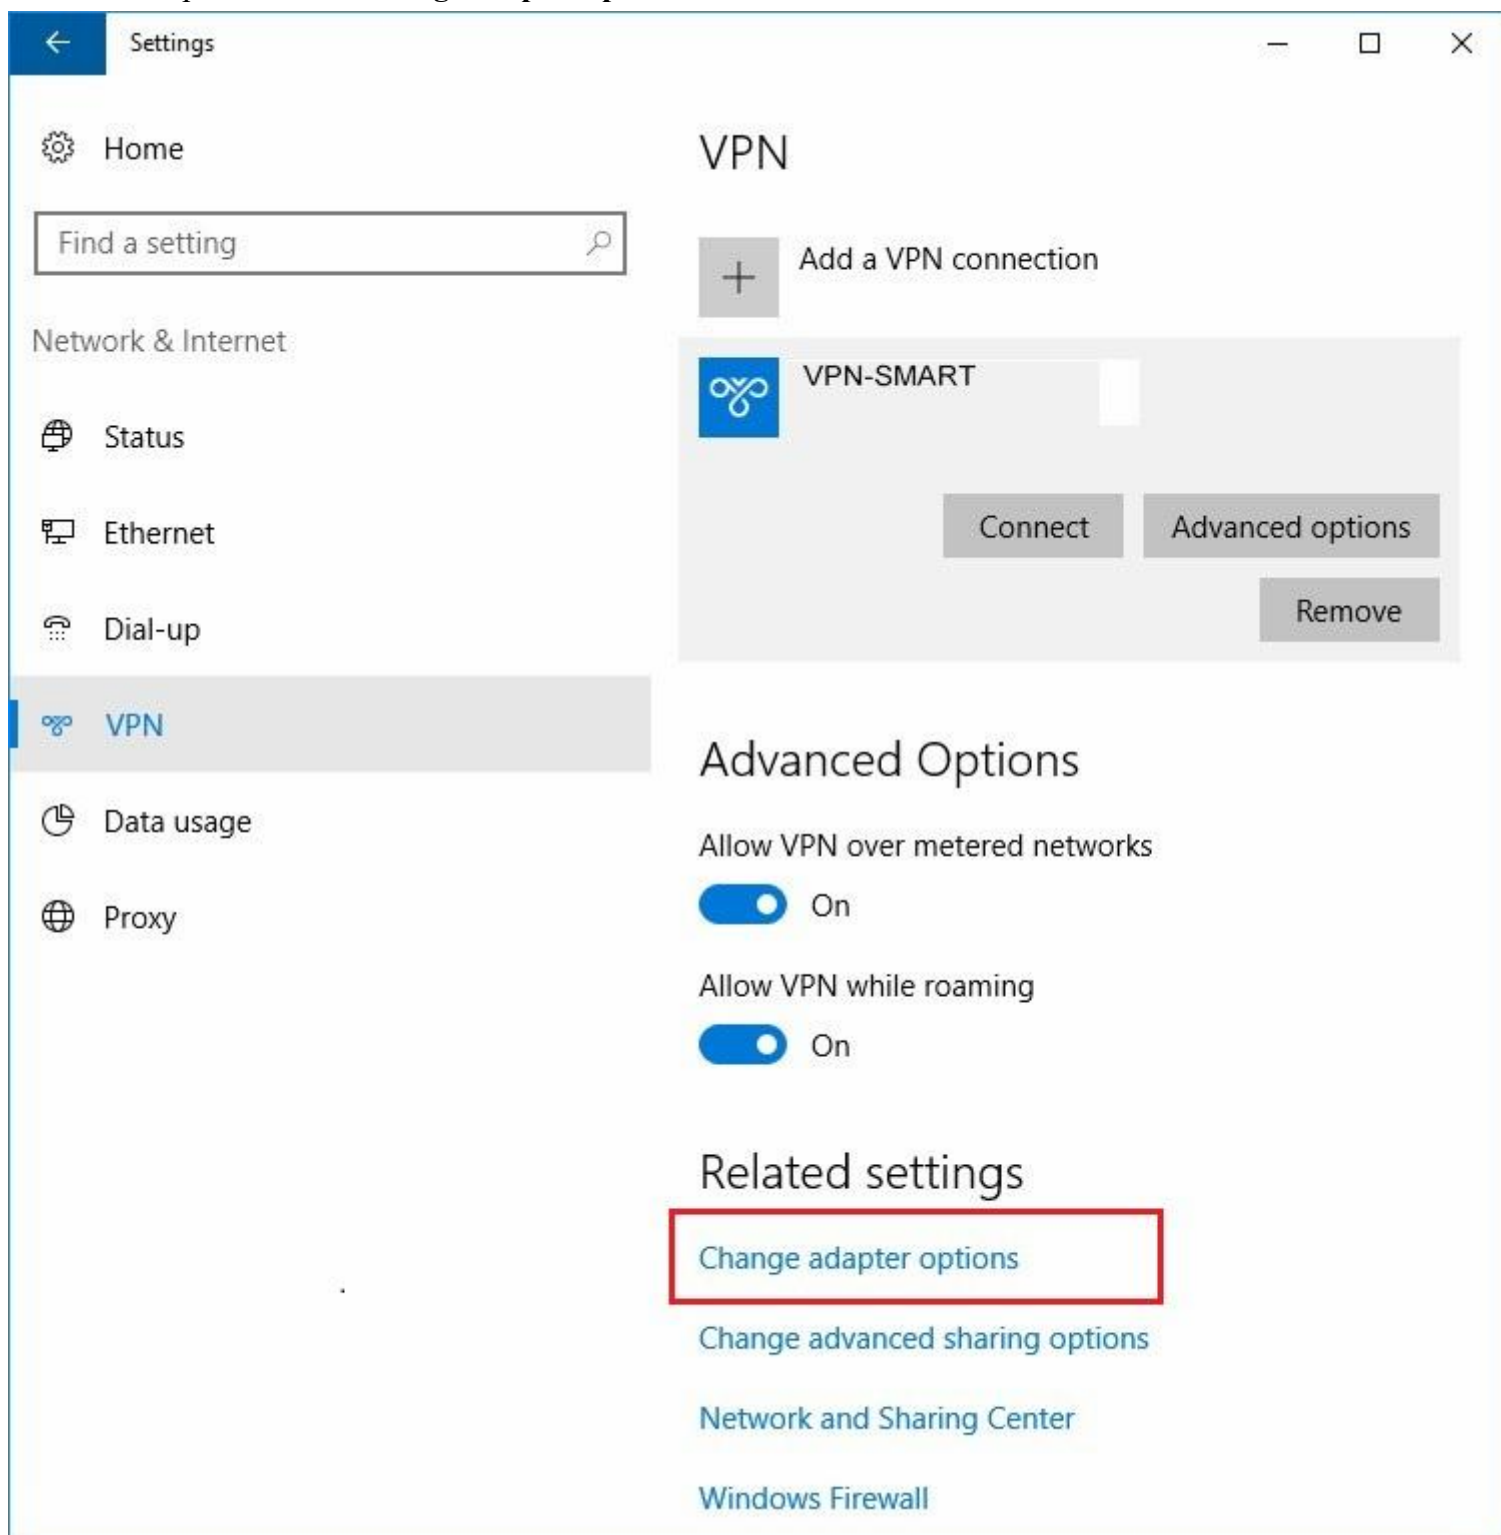 Settings
Home
Find a setting
Network & Internet
Status
Ethernet
Dial-up
VPN
Data usage
Proxy
VPN
Add a VPN connection
VPN-SMART
Connect
Advanced options
Remove
Advanced Options
Allow VPN over metered networks
On
Allow VPN while roaming
On
Related settings
Change adapter options
Change advanced sharing options
Network and Sharing Center
Windows Firewall